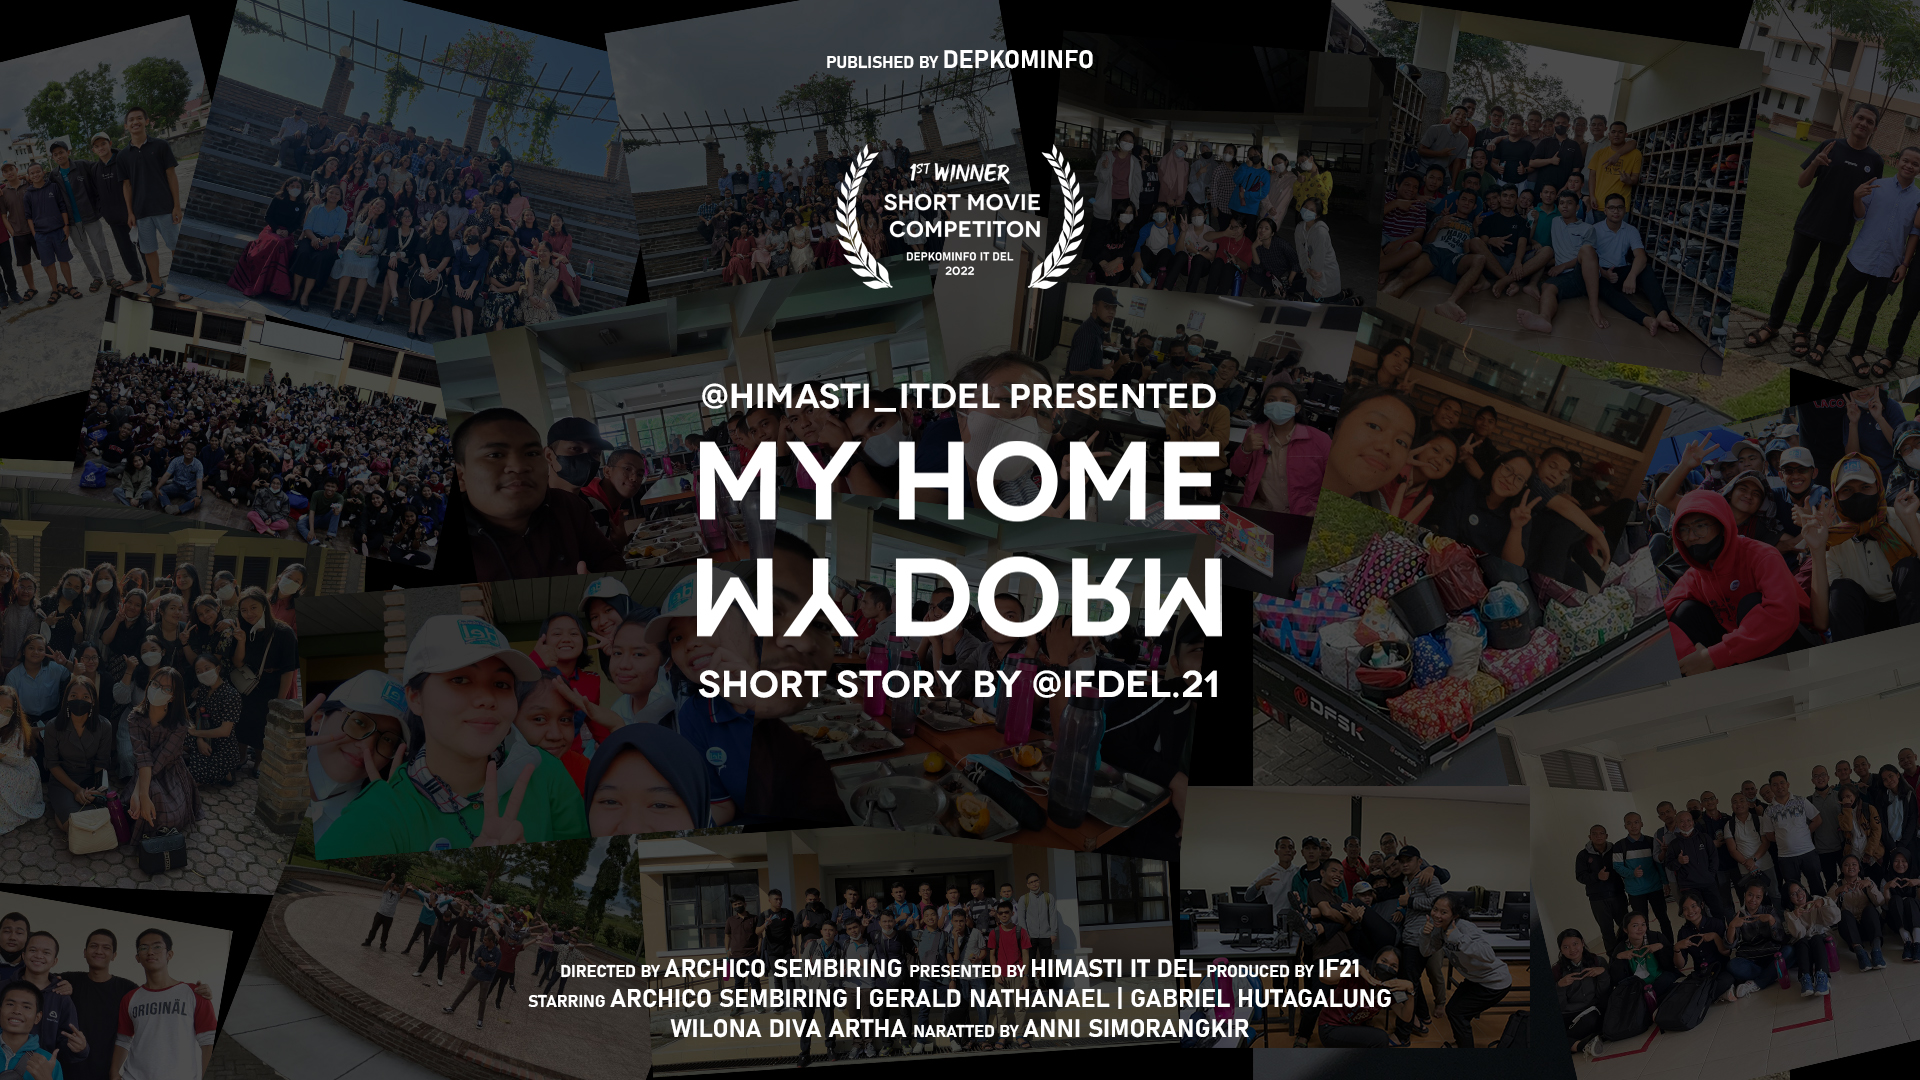 PUBLISHED BY DEPKOMINFO
1ST WINNER
SHORT MOVIE
COMPETITON
DEPKOMINFO IT DEL
2022
@HIMASTI_ITDEL PRESENTED
MY HOME
MY DORM
SHORT STORY BY @IFDEL.21
DFSK
ORIGINÄL
DIRECTED BY ARCHICO SEMBIRING PRESENTED BY HIMASTI IT DEL PRODUCED BY IF21
STARRING ARCHICO SEMBIRING | GERALD NATHANAEL | GABRIEL HUTAGALUNG
WILONA DIVA ARTHA NARATTED BY ANNI SIMORANGKIR